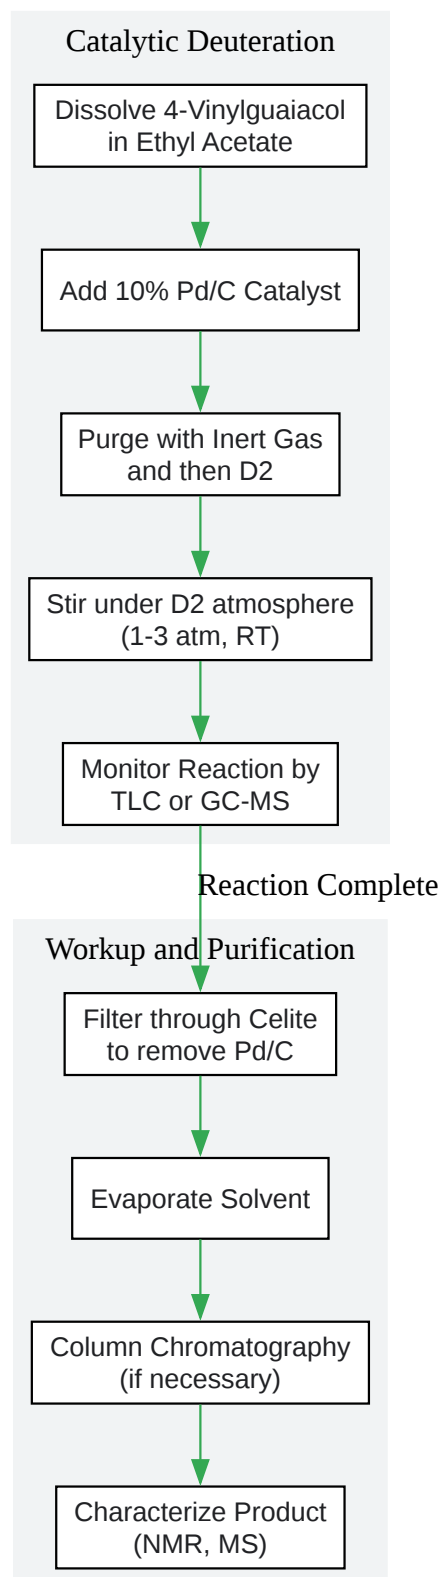 Catalytic Deuteration
Dissolve 4-Vinylguaiacol
in Ethyl Acetate
Add 10% Pd/C Catalyst
Purge with Inert Gas
and then D2
Stir under D2 atmosphere
(1-3 atm, RT)
Monitor Reaction by
TLC or GC-MS
Reaction Complete
Workup and Purification
Filter through Celite
to remove Pd/C
Evaporate Solvent
Column Chromatography
(if necessary)
Characterize Product
(NMR, MS)